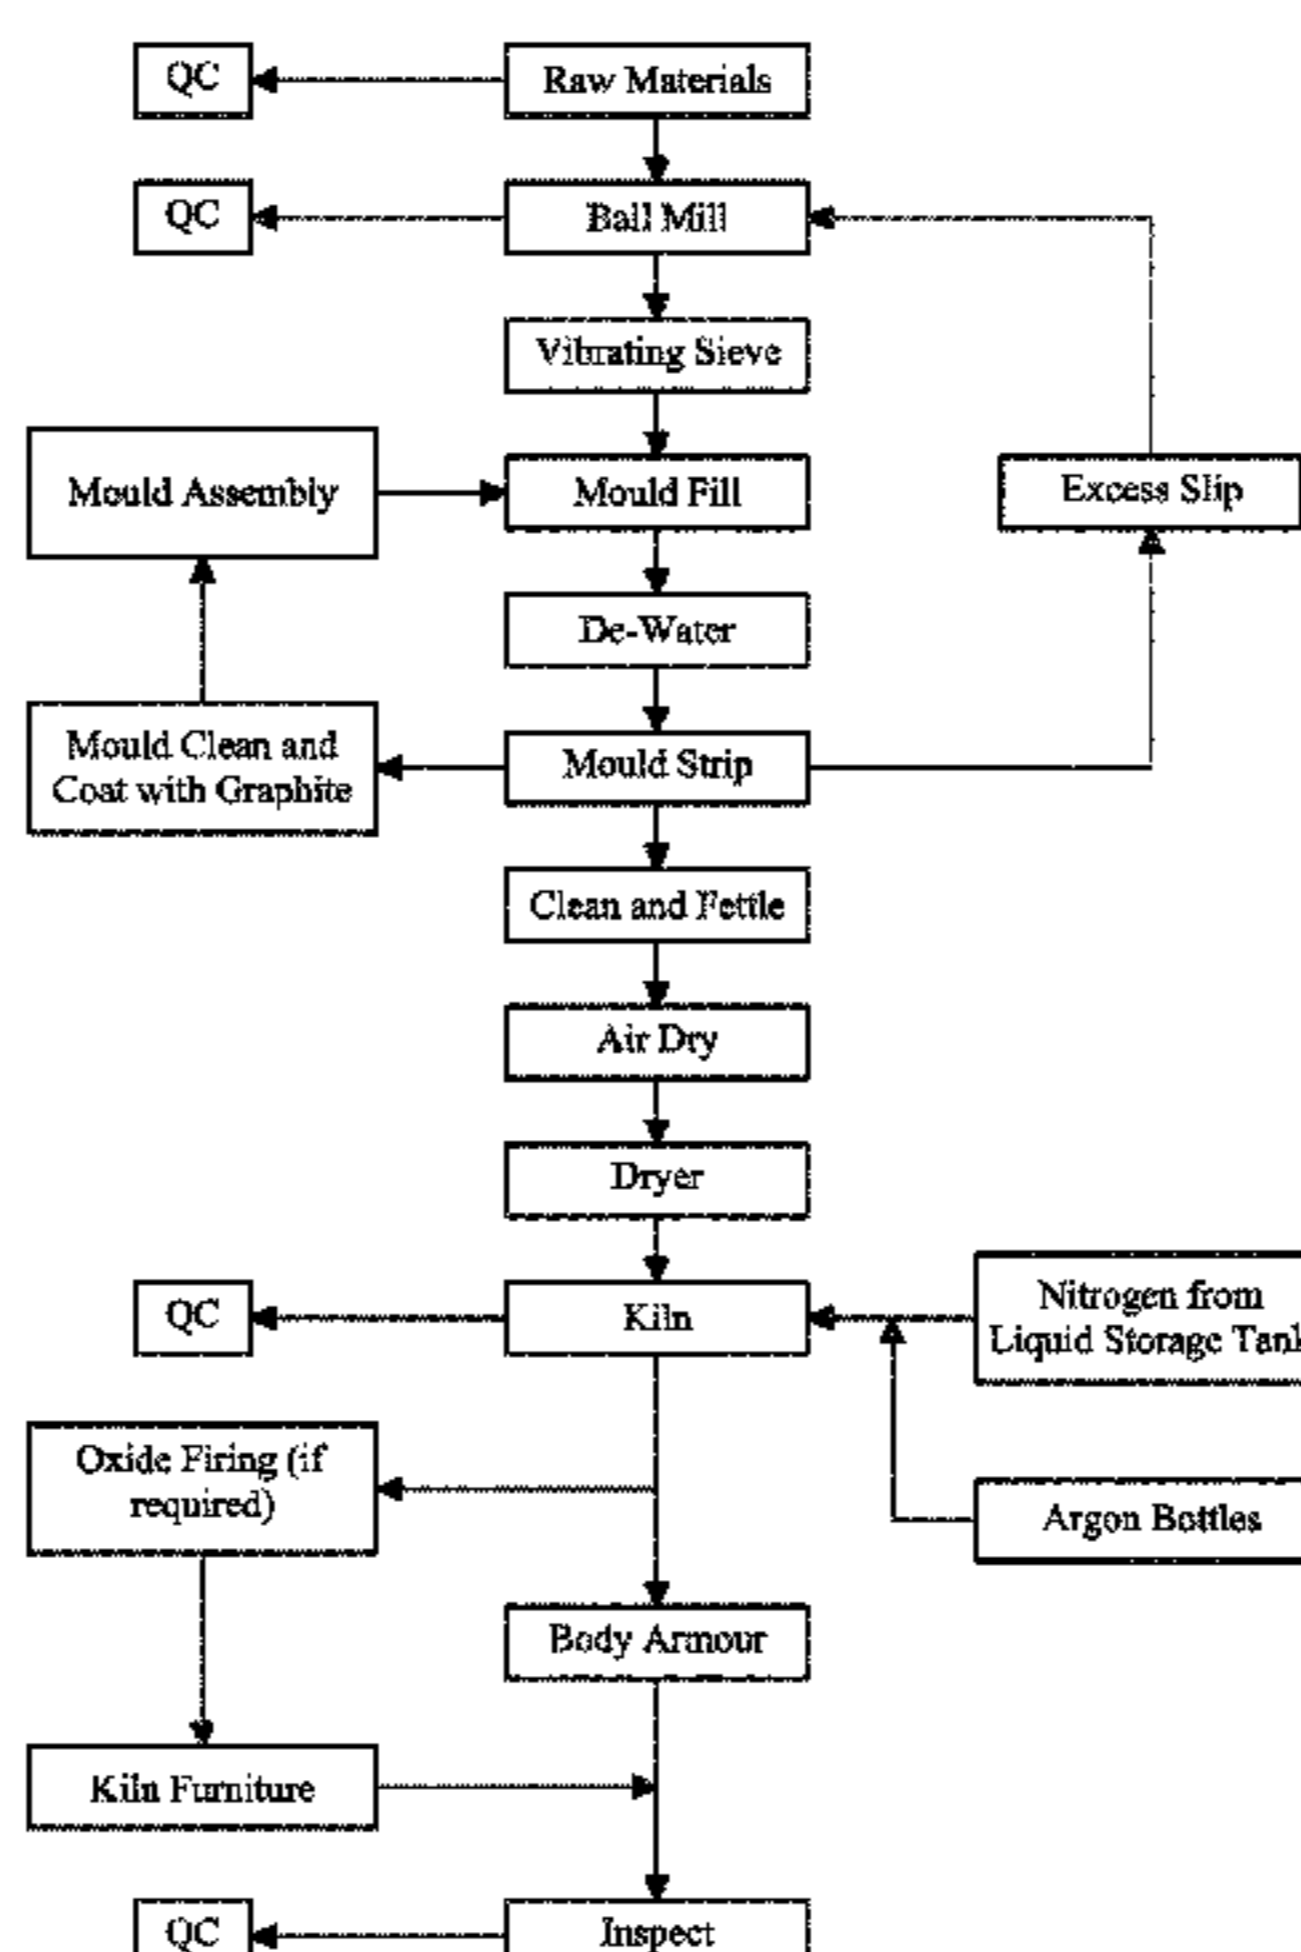 QC
Raw Materials
QC
Ball Mill
Vibrating Sieve
Mould Assembly
Mould Fill
Excess Slip
De-Water
Mould Clean and
Coat with Graphite
Mould Strip
Clean and Fettle
Air Dry
Dryer
QC
Kiln
Nitrogen from
Liquid Storage Tank
Oxide Firing (if
required)
Argon Bottles
Body Armour
Kiln Furniture
QC
Inspect